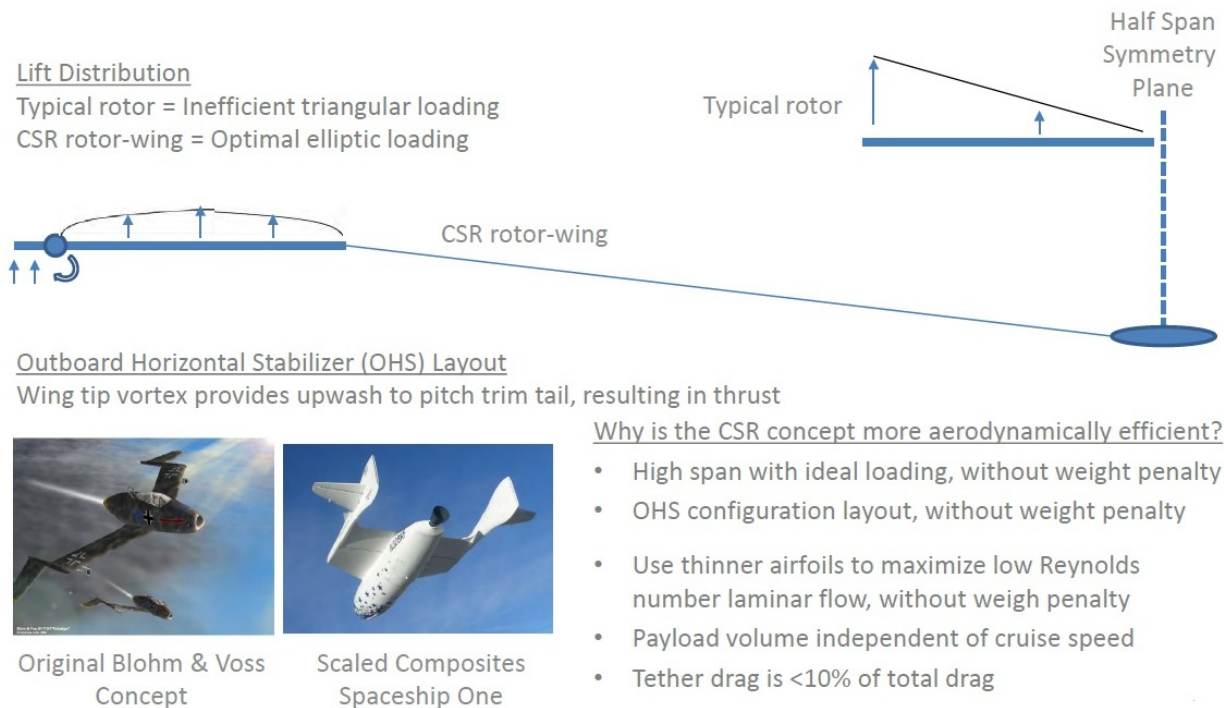 Half Span
Symmetry
Plane
Lift Distribution
Typical rotor = Inefficient triangular loading
CSR rotor-wing = Optimal elliptic loading
Typical rotor
CSR rotor-wing
Outboard Horizontal Stabilizer (OHS) Layout
Wing tip vortex provides upwash to pitch trim tail, resulting in thrust
Original Blohm & Voss
Concept
Scaled Composites
Spaceship One
Why is the CSR concept more aerodynamically efficient?
• High span with ideal loading, without weight penalty
• OHS configuration layout, without weight penalty
• Use thinner airfoils to maximize low Reynolds
number laminar flow, without weigh penalty
• Payload volume independent of cruise speed
• Tether drag is <10% of total drag